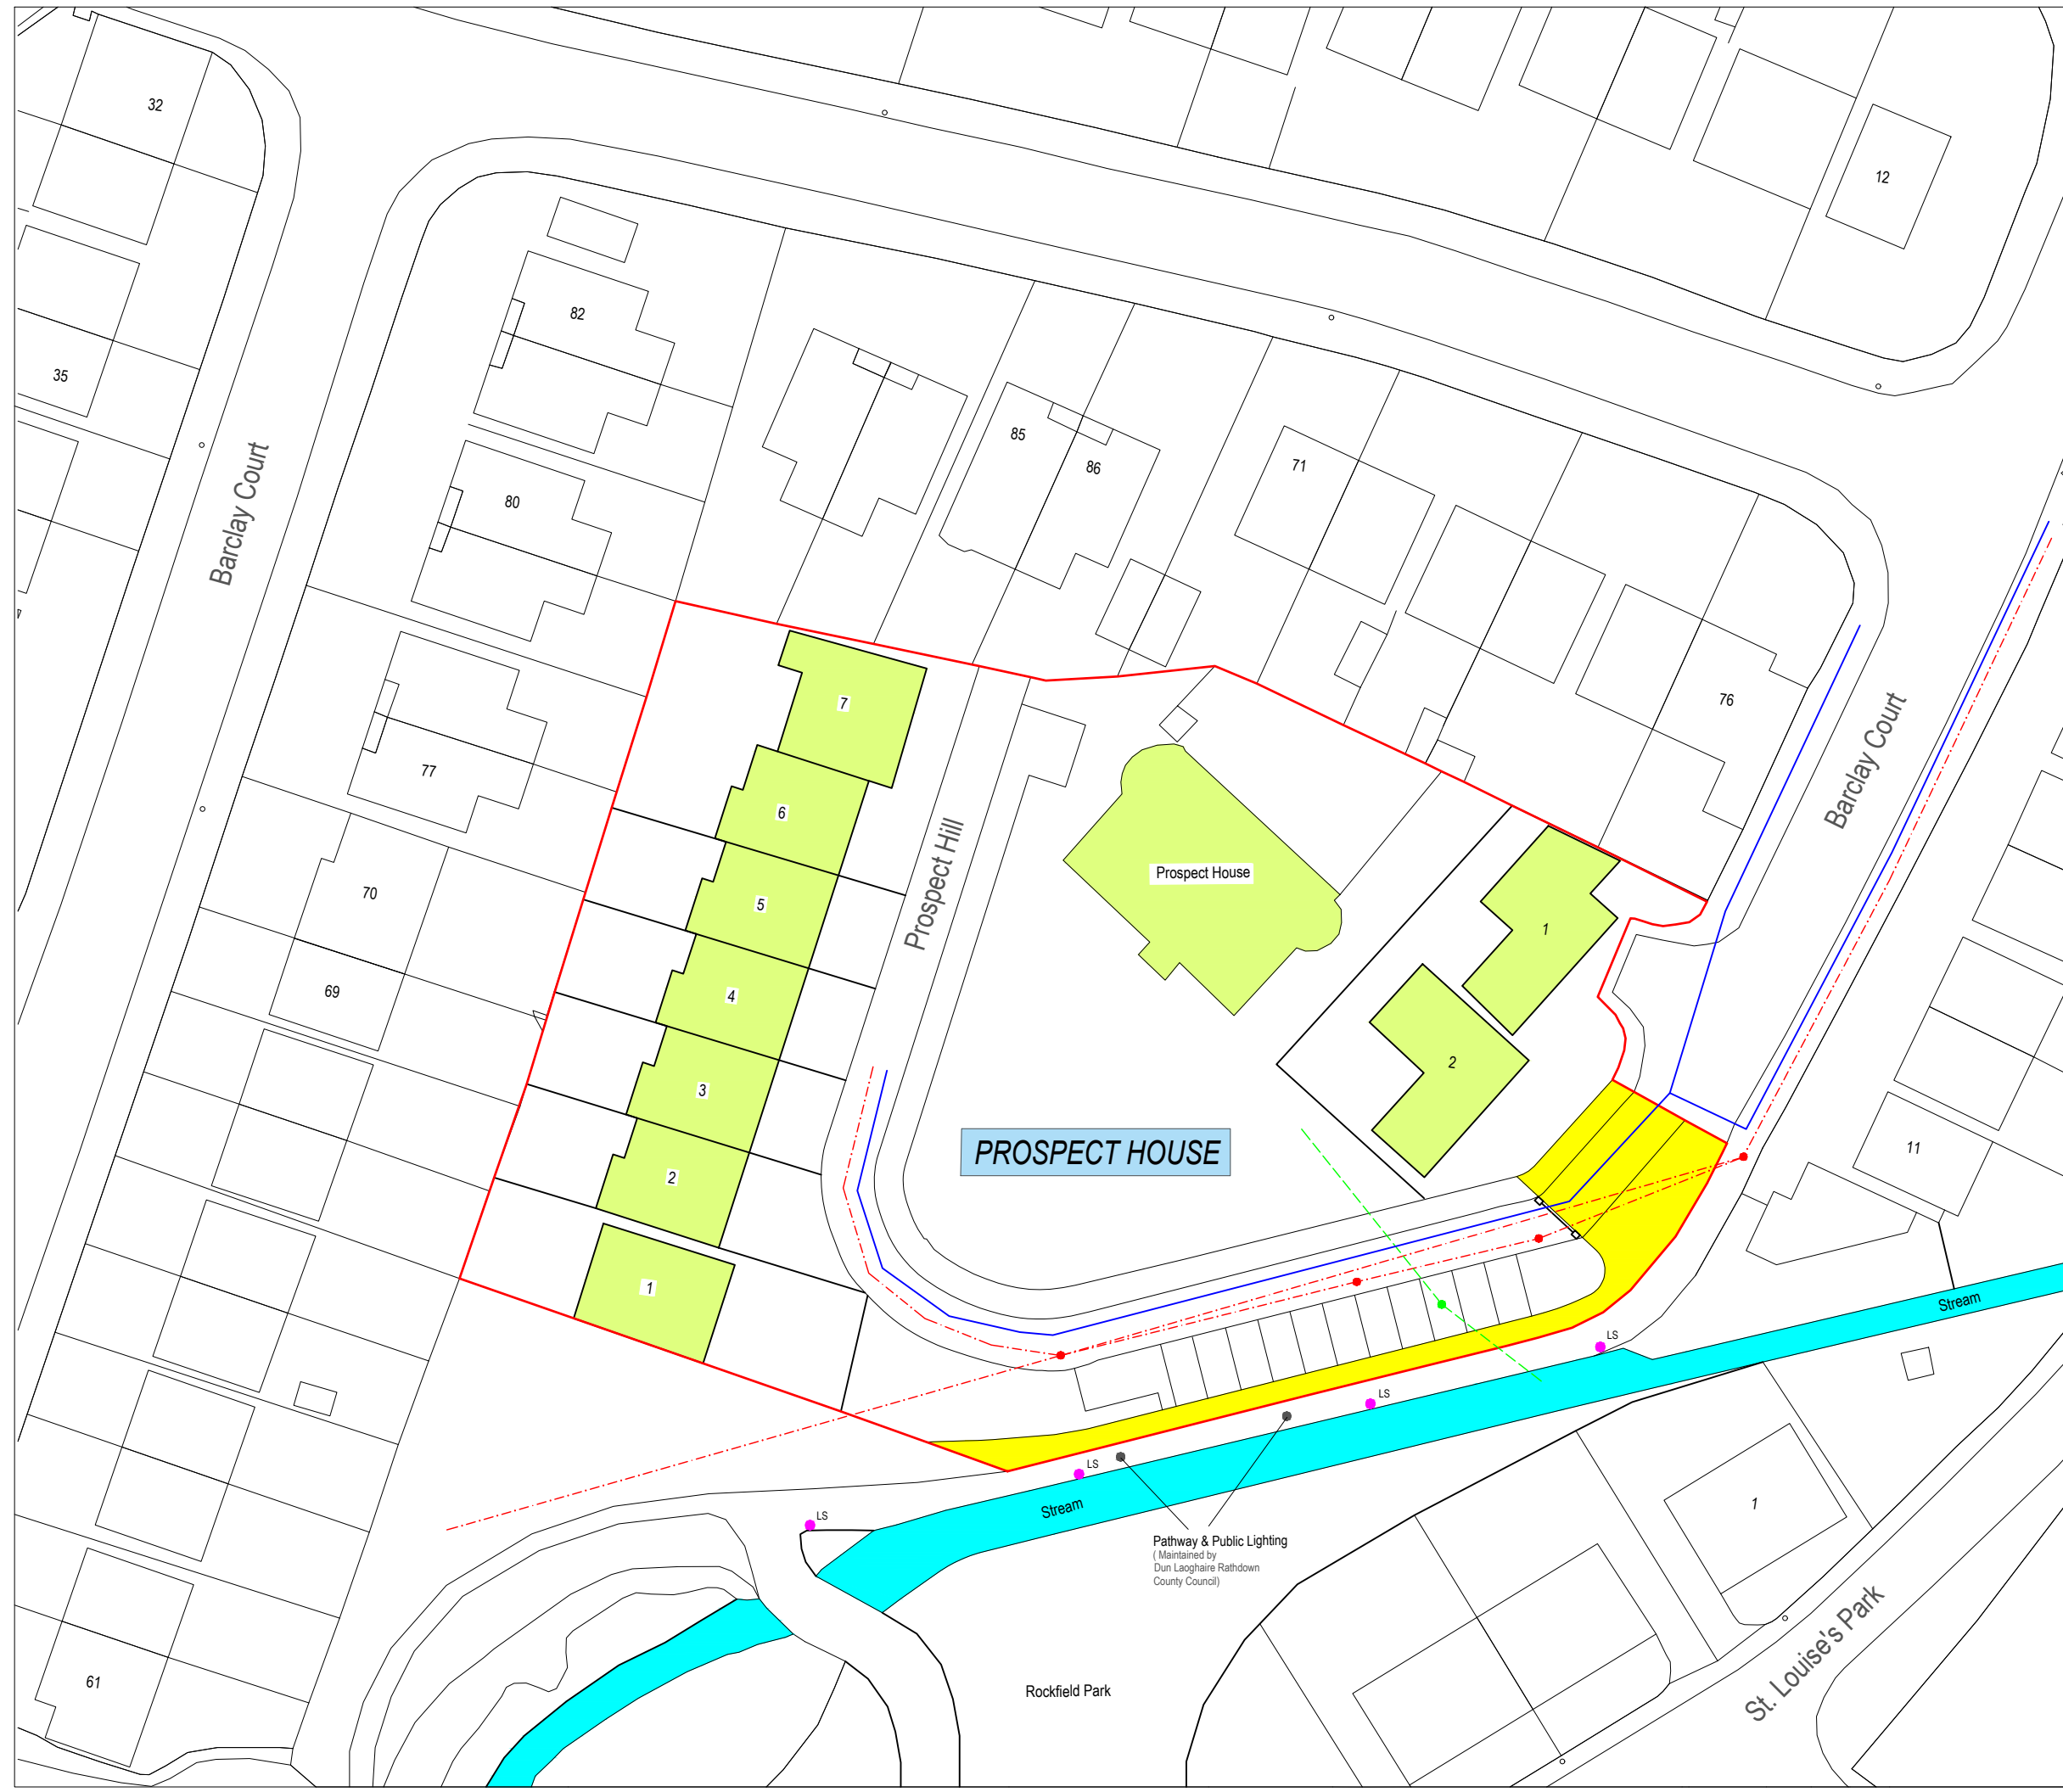 32
12
35
82
Barclay Court
80
85
86
71
76
77
Barclay Court
7
6
5
4
3
2
1
Prospect Hill
Prospect House
1
2
70
69
PROSPECT HOUSE
11
Stream
LS
LS
LS
LS
Stream
Pathway & Public Lighting
( Maintained by
Dun Laoghaire Rathdown
County Council)
1
St. Louise's Park
Rockfield Park
61